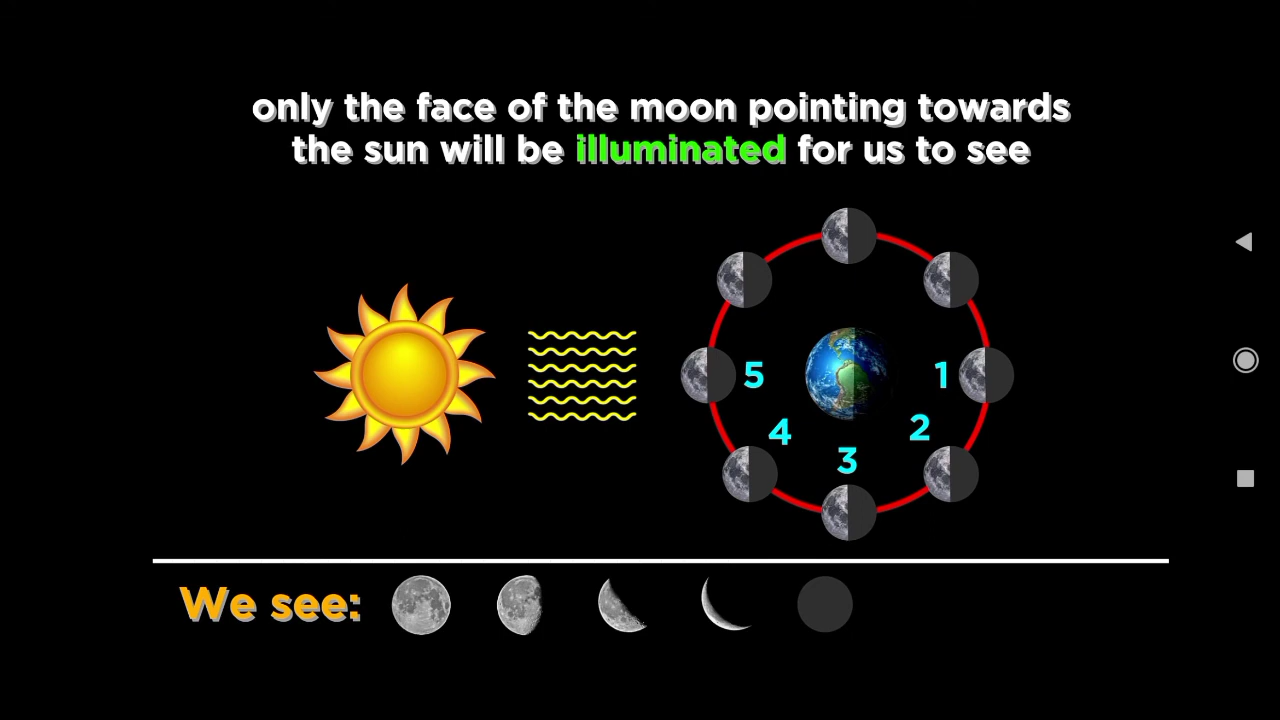 only the face of the moon pointing towards
the sun will be illuminated for us to see
5
1
4
2
3
We see: